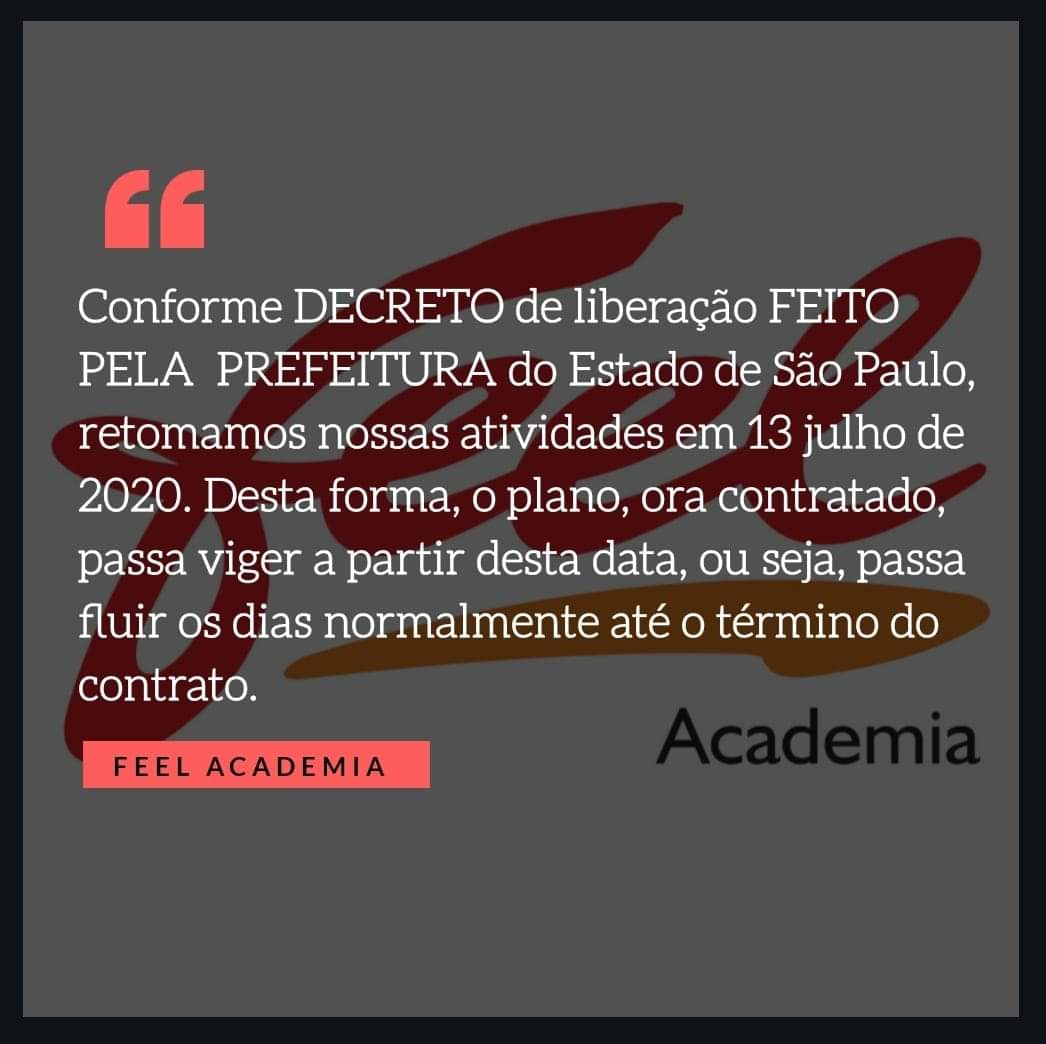 “
Conforme DECRETO de liberação FEITO
PELA PREFEITURA do Estado de São Paulo,
retomamos nossas atividades em 13 julho de
2020. Desta forma, o plano, ora contratado,
passa viger a partir desta data, ou seja, passa
fluir os dias normalmente até o término do
contrato.
FEEL ACADEMIA
feel
Academia